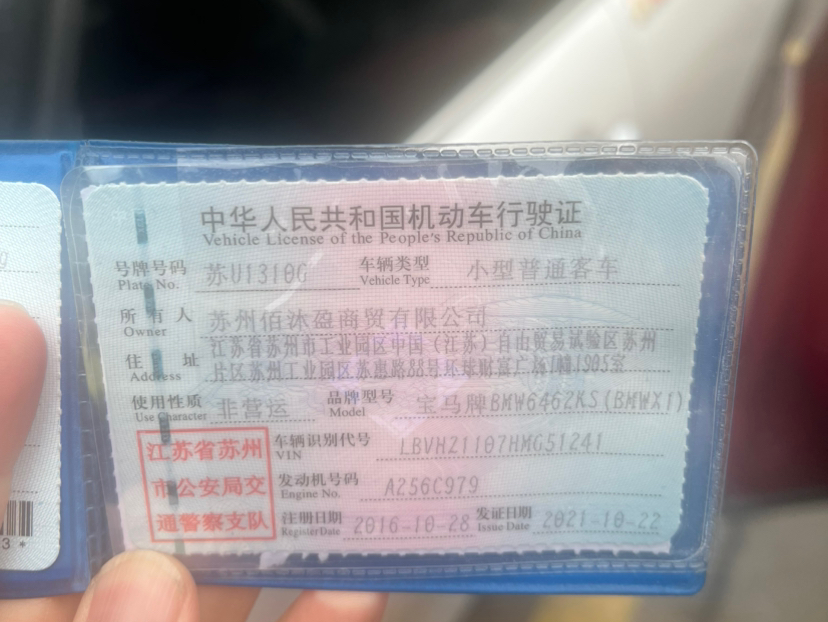 中华人民共和国机动车行驶证
Vehicle License of the People's Republic of China
号牌号码 苏U1310G 车辆类型 小型普通客车
Plate No. Vehicle Type
所有人 苏州佰沐盈商贸有限公司
Owner
住址 江苏省苏州市工业园区中国（江苏）自由贸易试验区苏州
Address 片区苏州工业园区苏惠路88号环球财富广场1幢1905室
使用性质 非营运 品牌型号 宝马牌BMW6462KS(BMWX1)
Use Character Model
江苏省苏州
市公安局交
通警察支队
车辆识别代号 LBVHZ1107HMG51241
VIN
发动机号码 A256C979
Engine No.
注册日期 2016-10-28 发证日期 2021-10-22
Register Date Issue Date
3*